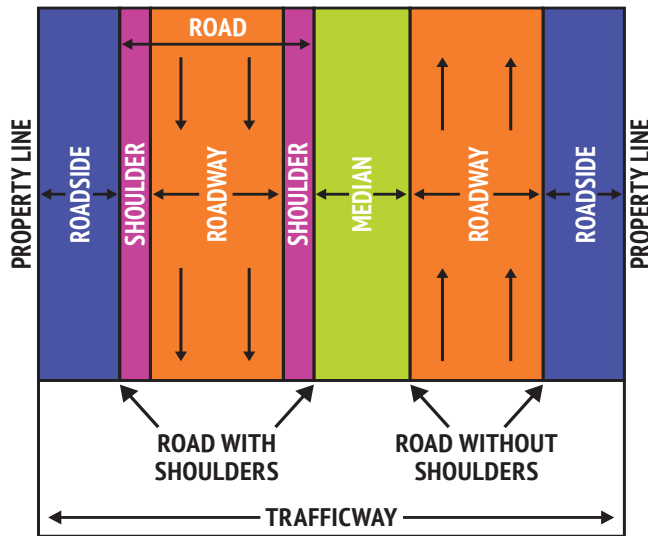 ROAD
PROPERTY LINE
ROADSIDE
SHOULDER
ROADWAY
SHOULDER
MEDIAN
ROADWAY
ROADSIDE
PROPERTY LINE
ROAD WITH
SHOULDERS
ROAD WITHOUT
SHOULDERS
TRAFFICWAY